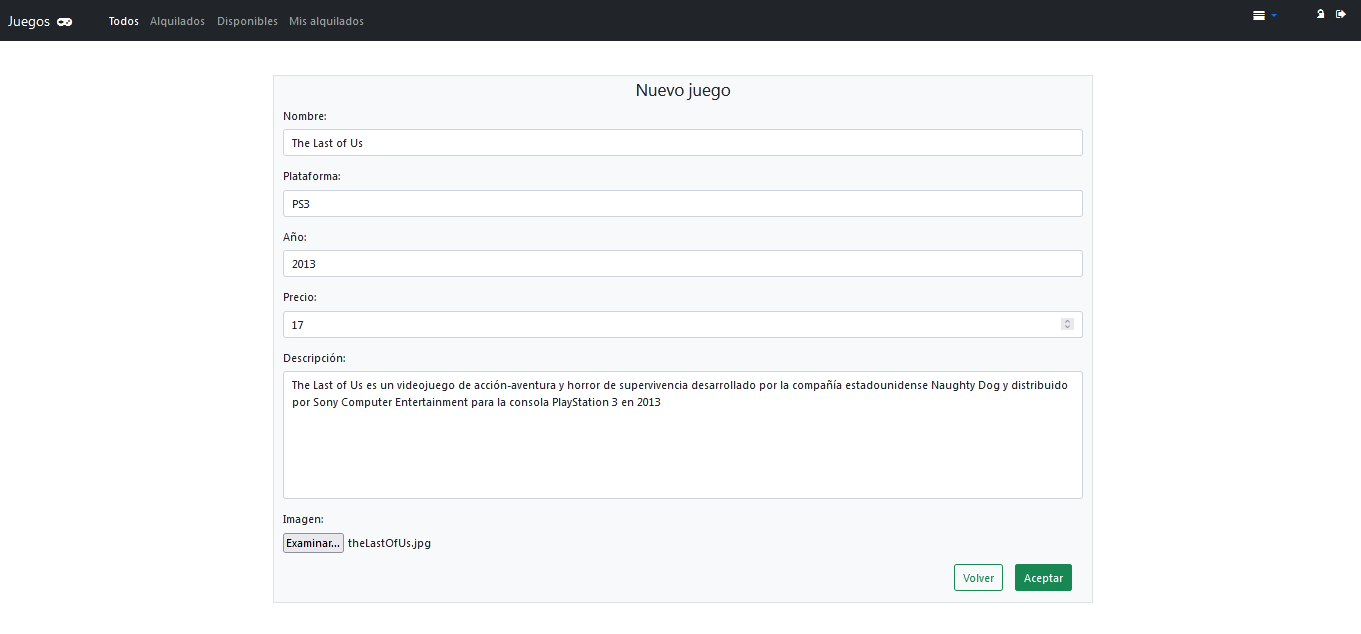 Juegos Todos Alquilados Disponibles Mis alquilados
Nuevo juego
Nombre:
The Last of Us
Plataforma:
PS3
Año:
2013
Precio:
17
Descripción:
The Last of Us es un videojuego de acción-aventura y horror de supervivencia desarrollado por la compañía estadounidense Naughty Dog y distribuido
por Sony Computer Entertainment para la consola PlayStation 3 en 2013
Imagen:
Examinar... theLastOfUs.jpg
Volver Aceptar